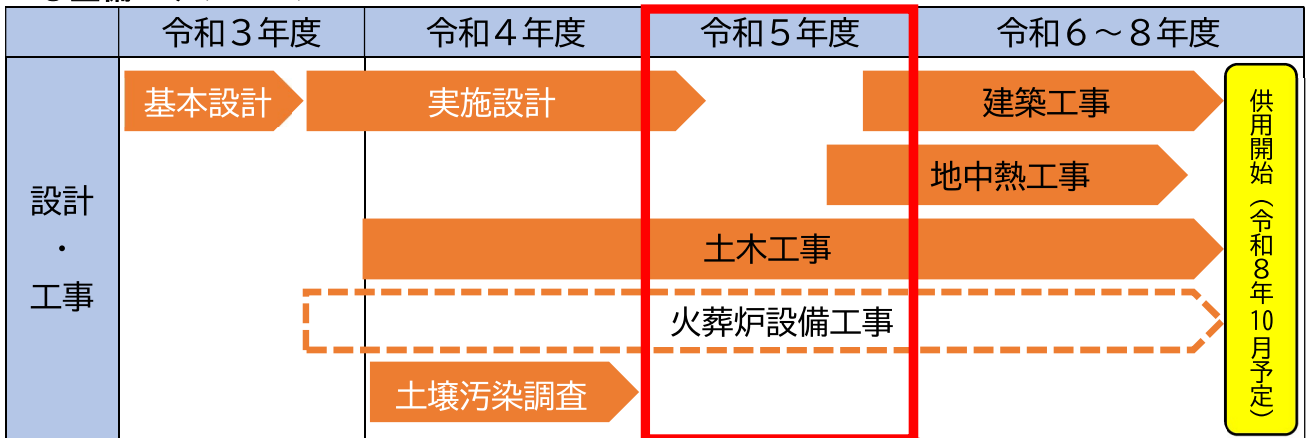 令和３年度
令和４年度
令和５年度
令和６～８年度
設計
・
工事
基本設計
実施設計
建築工事
地中熱工事
土木工事
火葬炉設備工事
土壌汚染調査
供用開始（令和８年10月予定）